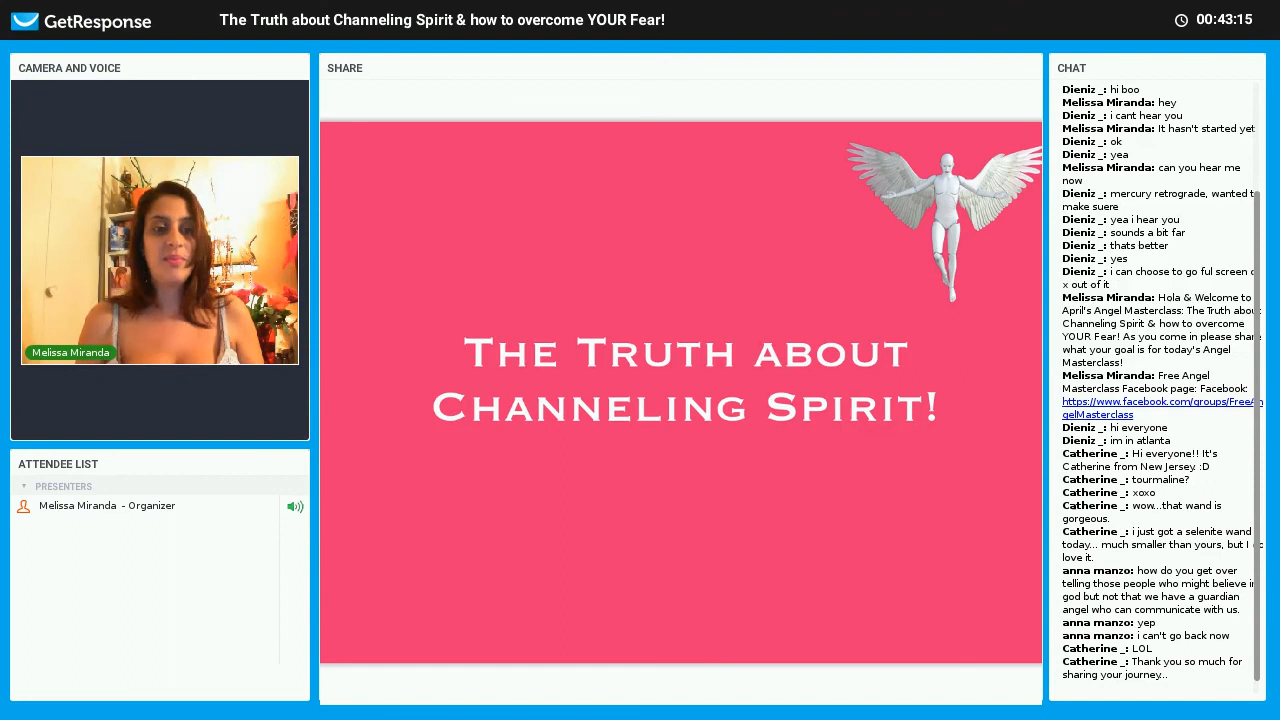 GetResponse
The Truth about Channeling Spirit & how to overcome YOUR Fear!
00:43:15
CAMERA AND VOICE
Melissa Miranda
ATTENDEE LIST
PRESENTERS
Melissa Miranda - Organizer
SHARE
THE TRUTH ABOUT
CHANNELING SPIRIT!
CHAT
Dieniz _: hi boo
Melissa Miranda: hey
Dieniz _: i cant hear you
Melissa Miranda: It hasn't started yet
Dieniz _: ok
Dieniz _: yea
Melissa Miranda: can you hear me
now
Dieniz _: mercury retrograde, wanted t
make suere
Dieniz _: yea i hear you
Dieniz _: sounds a bit far
Dieniz _: thats better
Dieniz _: yes
Dieniz _: i can choose to go ful screen o
x out of it
Melissa Miranda: Hola & Welcome to
April's Angel Masterclass: The Truth about
Channeling Spirit & how to overcome
YOUR Fear! As you come in please share
what your goal is for today's Angel
Masterclass!
Melissa Miranda: Free Angel
Masterclass Facebook page: Facebook:
https://www.facebook.com/groups/FreeAn
gelMasterclass
Dieniz _: hi everyone
Dieniz _: im in atlanta
Catherine _: Hi everyone!! It's
Catherine from New Jersey. :D
Catherine _: tourmaline?
Catherine _: xoxo
Catherine _: wow...that wand is
gorgeous.
Catherine _: i just got a selenite wand
today... much smaller than yours, but I do
love it.
anna manzo: how do you get over
telling those people who might believe in
god but not that we have a guardian
angel who can communicate with us.
anna manzo: yep
anna manzo: i can't go back now
Catherine _: LOL
Catherine _: Thank you so much for
sharing your journey...